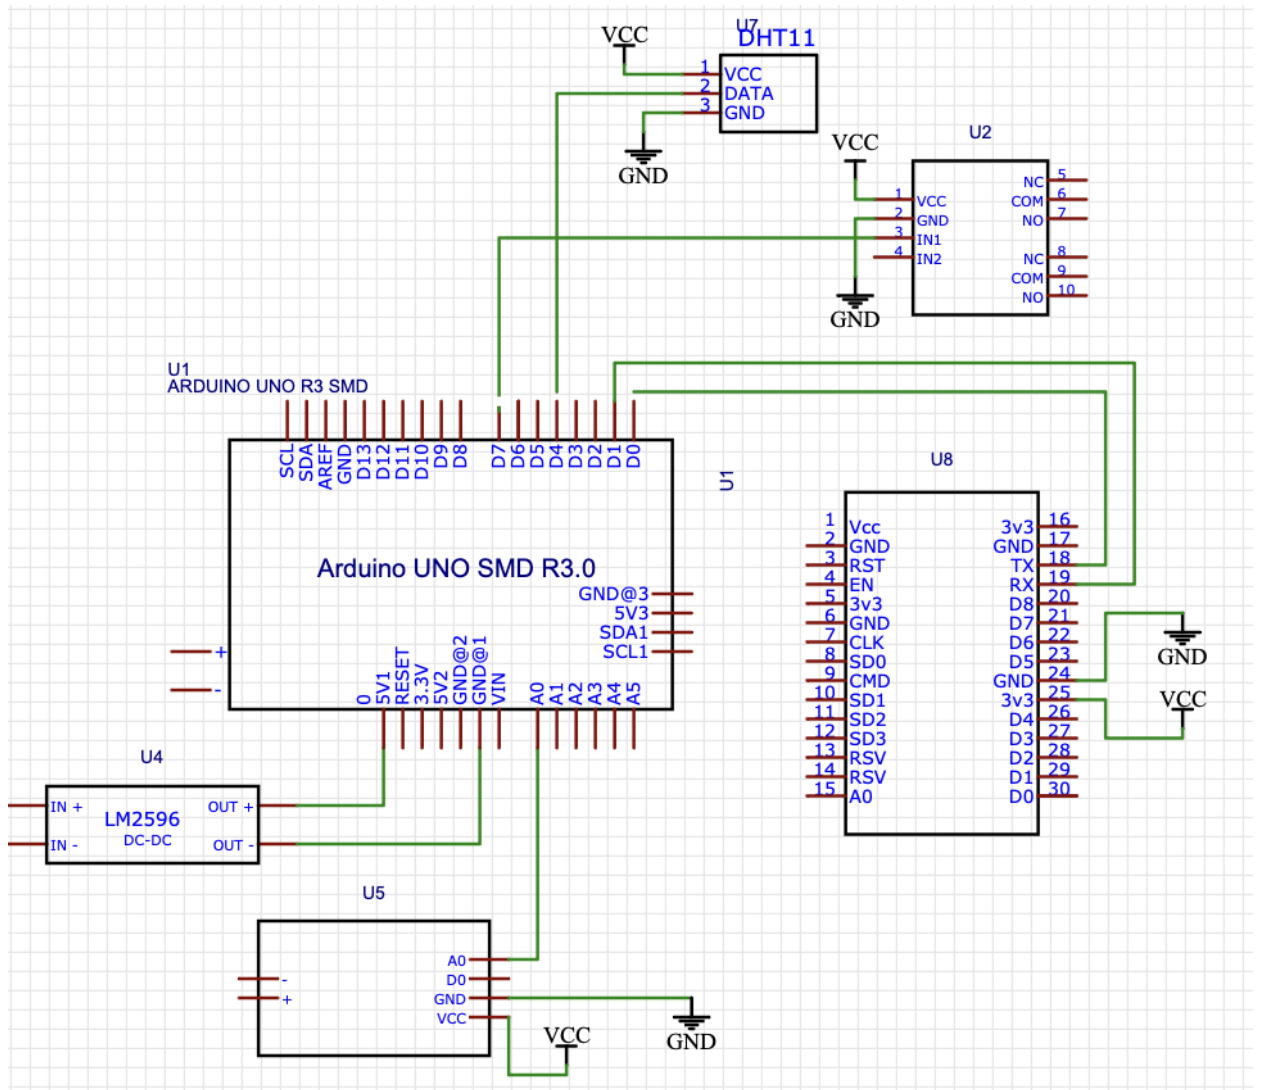 U7
DHT11
VCC
1 VCC
2 DATA
3 GND
GND
U2
VCC
1 VCC
2 GND
3 IN1
4 IN2
NC 5
COM 6
NO 7
NC 8
COM 9
NO 10
GND
U1
ARDUINO UNO R3 SMD
SCL
SDA
AREF
GND
D13
D12
D11
D10
D9
D8
D7
D6
D5
D4
D3
D2
D1
D0
U1
Arduino UNO SMD R3.0
GND@3
5V3
SDA1
SCL1
+
-
0
5V1
RESET
3.3V
5V2
GND@2
GND@1
VIN
A0
A1
A2
A3
A4
A5
U8
1 Vcc
2 GND
3 RST
4 EN
5 3v3
6 GND
7 CLK
8 SD0
9 CMD
10 SD1
11 SD2
12 SD3
13 RSV
14 RSV
15 A0
3v3 16
GND 17
TX 18
RX 19
D8 20
D7 21
D6 22
D5 23
GND 24
3v3 25
D4 26
D3 27
D2 28
D1 29
D0 30
GND
VCC
U4
IN +
IN -
LM2596
DC-DC
OUT +
OUT -
U5
-
+
A0
D0
GND
VCC
VCC
GND